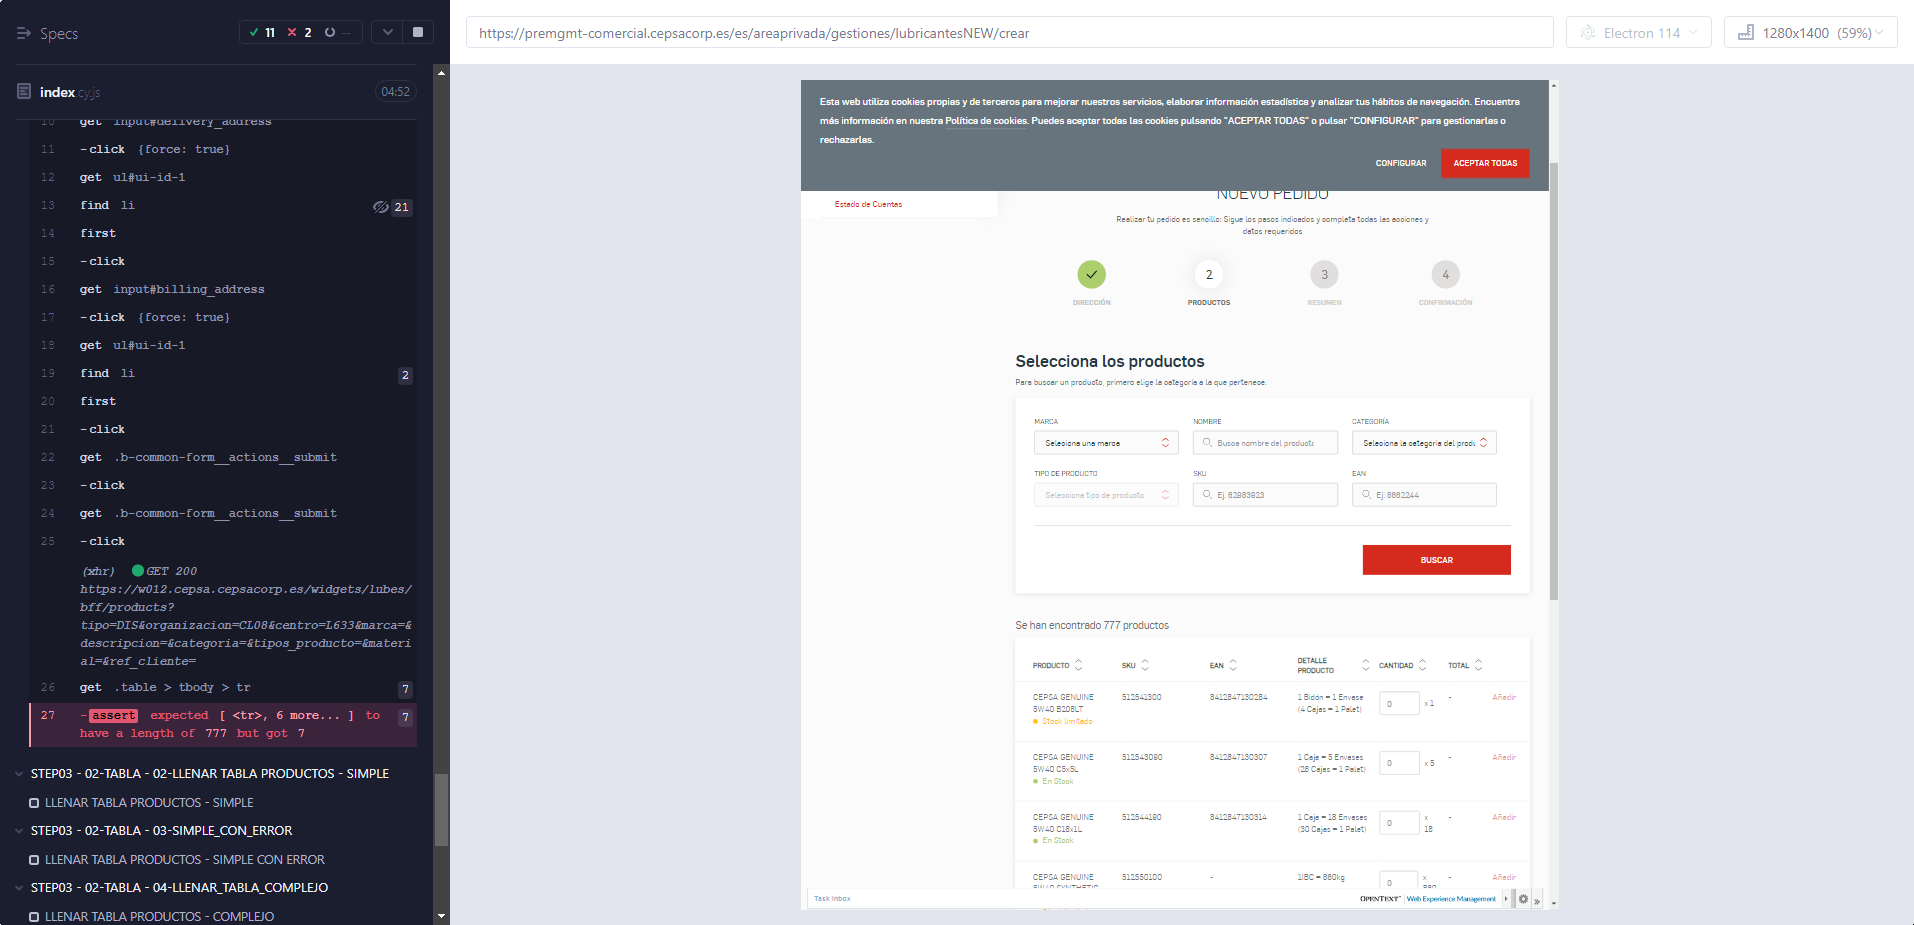 Specs
11
2
--
index.cy.js
04:52
10 get input#delivery_address
11 -click {force: true}
12 get ul#ui-id-1
13 find li 21
14 first
15 -click
16 get input#billing_address
17 -click {force: true}
18 get ul#ui-id-1
19 find li 2
20 first
21 -click
22 get .b-common-form__actions__submit
23 -click
24 get .b-common-form__actions__submit
25 -click
(xhr) GET 200
https://w012.cepsa.cepsacorp.es/widgets/lubes/
bff/products?
tipo=DIS&organizacion=CL08&centro=L633&marca=&
descripcion=&categoria=&tipos_producto=&materi
al=&ref_cliente=
26 get .table > tbody > tr 7
27 -assert expected [ <tr>, 6 more... ] to 7
have a length of 777 but got 7
STEP03 - 02-TABLA - 02-LLENAR TABLA PRODUCTOS - SIMPLE
LLENAR TABLA PRODUCTOS - SIMPLE
STEP03 - 02-TABLA - 03-SIMPLE_CON_ERROR
LLENAR TABLA PRODUCTOS - SIMPLE CON ERROR
STEP03 - 02-TABLA - 04-LLENAR_TABLA_COMPLEJO
LLENAR TABLA PRODUCTOS - COMPLEJO
https://premgmt-comercial.cepsacorp.es/es/areaprivada/gestiones/lubricantesNEW/crear
Electron 114
1280x1400 (59%)
Esta web utiliza cookies propias y de terceros para mejorar nuestros servicios, elaborar información estadística y analizar tus hábitos de navegación. Encuentra
más información en nuestra Política de cookies. Puedes aceptar todas las cookies pulsando "ACEPTAR TODAS" o pulsar "CONFIGURAR" para gestionarlas o
rechazarlas.
CONFIGURAR
ACEPTAR TODAS
Estado de Cuentas
NUEVO PEDIDO
Realizar tu pedido es sencillo: Sigue los pasos indicados y completa todas las acciones y
datos requeridos
2 3 4
DIRECCIÓN PRODUCTOS RESUMEN CONFIRMACIÓN
Selecciona los productos
Para buscar un producto, primero elige la categoría a la que pertenece.
MARCA NOMBRE CATEGORÍA
Seleciona una marca Busca nombre del producto Seleciona la categoria del produ
TIPO DE PRODUCTO SKU EAN
Selecciona tipo de producto Ej. 82983923 Ej. 8882244
BUSCAR
Se han encontrado 777 productos
PRODUCTO SKU EAN DETALLE PRODUCTO CANTIDAD TOTAL
CEPSA GENUINE 512541300 8412847130284 1 Bidón = 1 Envase 0 x 1 - Añadir
5W40 B208LT (4 Cajas = 1 Palet)
Stock limitado
CEPSA GENUINE 512543090 8412847130307 1 Caja = 5 Envases 0 x 5 - Añadir
5W40 C5x5L (28 Cajas = 1 Palet)
En Stock
CEPSA GENUINE 512544190 8412847130314 1 Caja = 18 Envases 0 x 18 - Añadir
5W40 C18x1L (30 Cajas = 1 Palet)
En Stock
CEPSA GENUINE 512550100 - 1IBC = 880kg 0 x 880 - Añadir
5W40 SYNTHETIC
Task Inbox
OPENTEXT | Web Experience Management